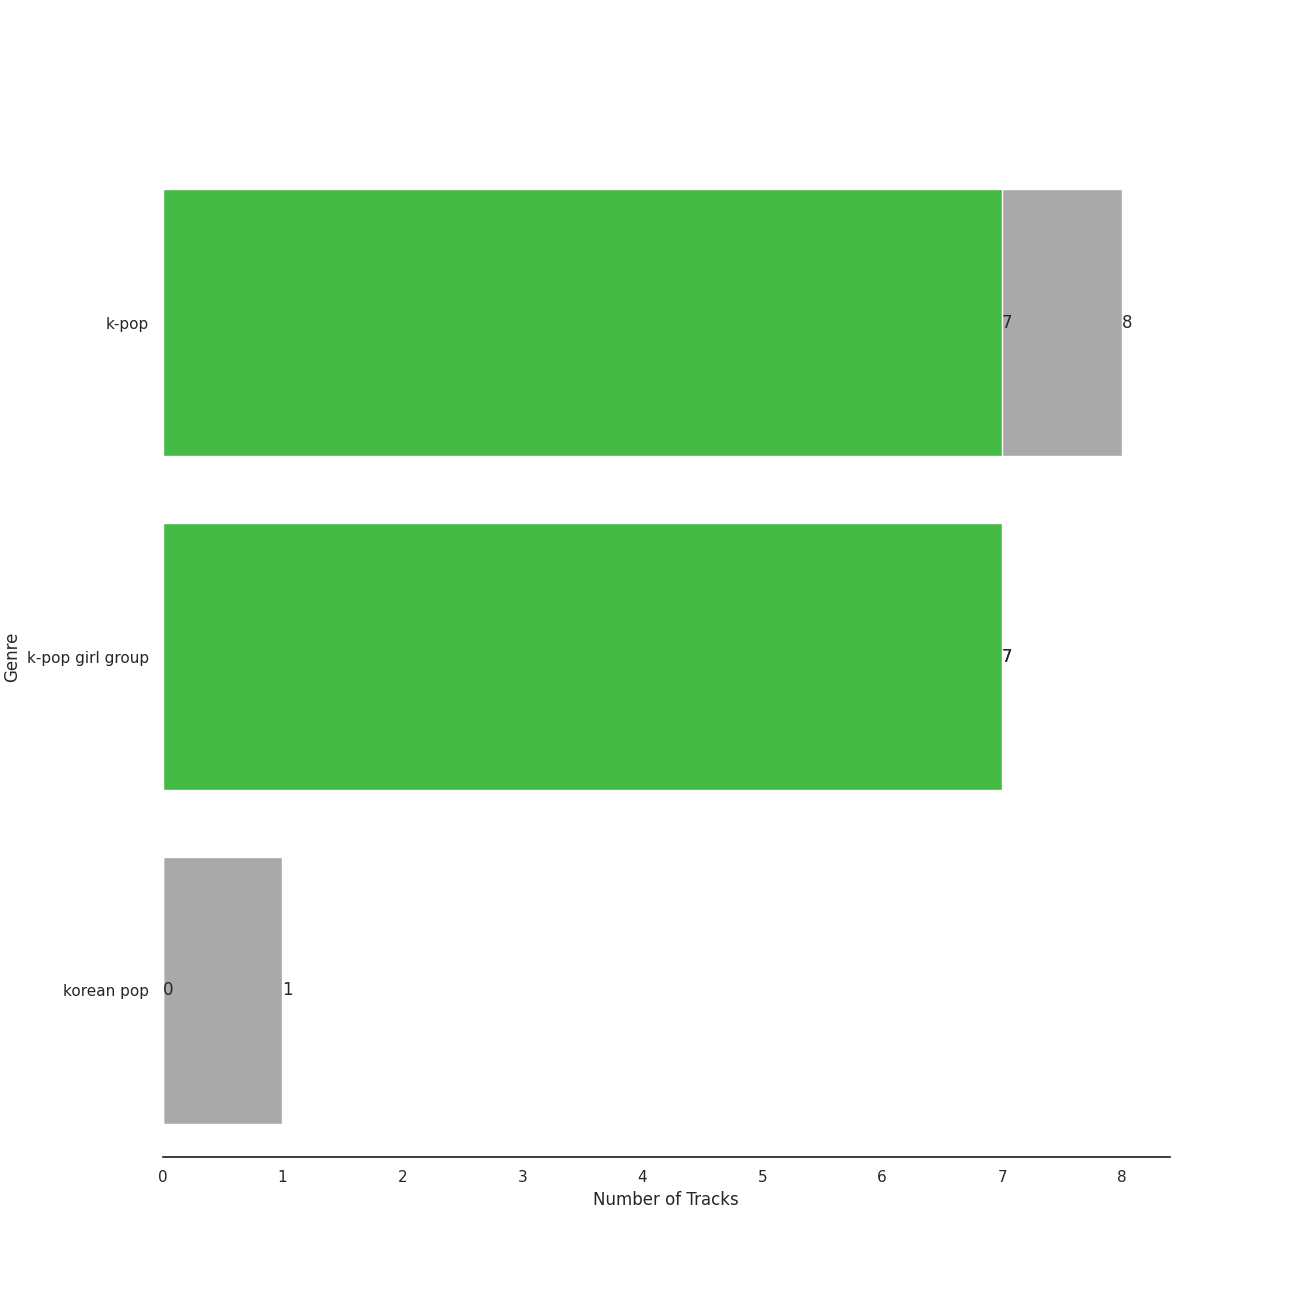 k-pop
7
8
Genre
k-pop girl group
7
korean pop
0
1
0 1 2 3 4 5 6 7 8
Number of Tracks